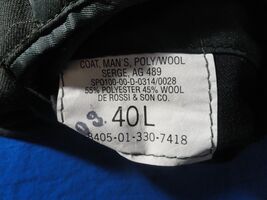 COAT, MAN'S, POLY/WOOL
SERGE, AG 489
SPO100-00-D-0314/0028
55% POLYESTER 45% WOOL
DE ROSSI & SON CO.
40L
8405-01-330-7418